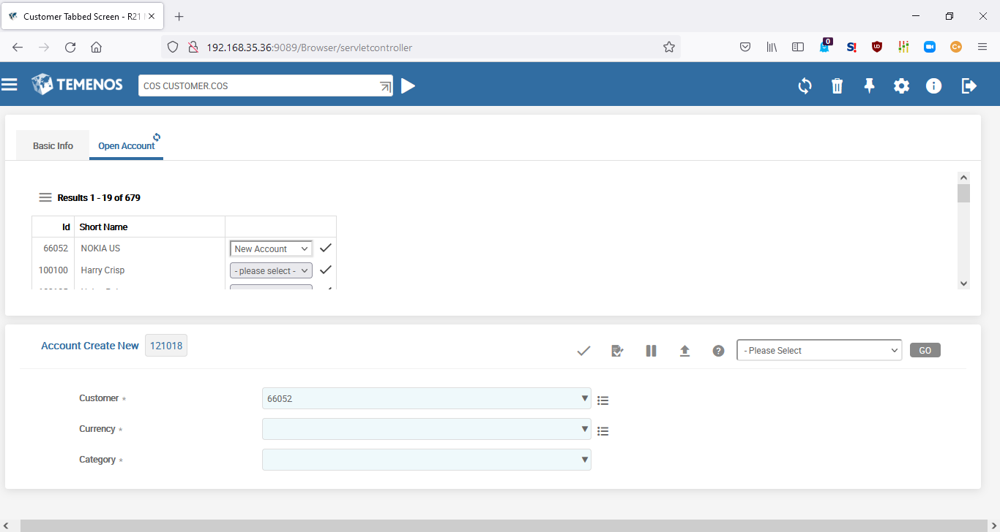 Customer Tabbed Screen - R21
192.168.35.36:9089/Browser/servletcontroller
0
S!
UD
C+
TEMENOS
COS CUSTOMER.COS
Basic Info
Open Account
Results 1 - 19 of 679
Id Short Name
66052 NOKIA US New Account
100100 Harry Crisp - please select -
Account Create New 121018
- Please Select
GO
Customer *
66052
Currency *
Category *